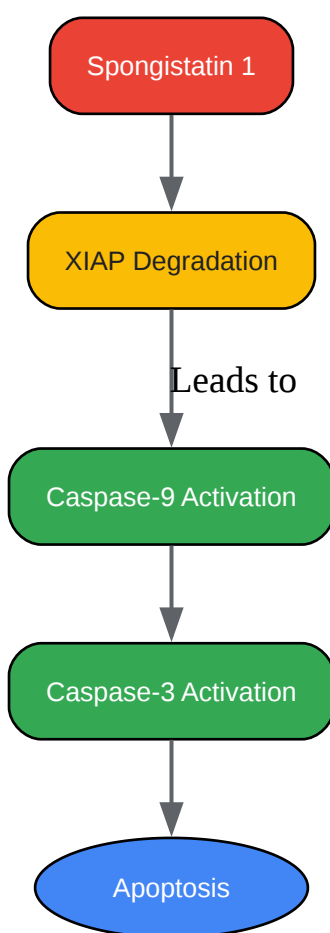 Spongistatin 1
XIAP Degradation
Leads to
Caspase-9 Activation
Caspase-3 Activation
Apoptosis